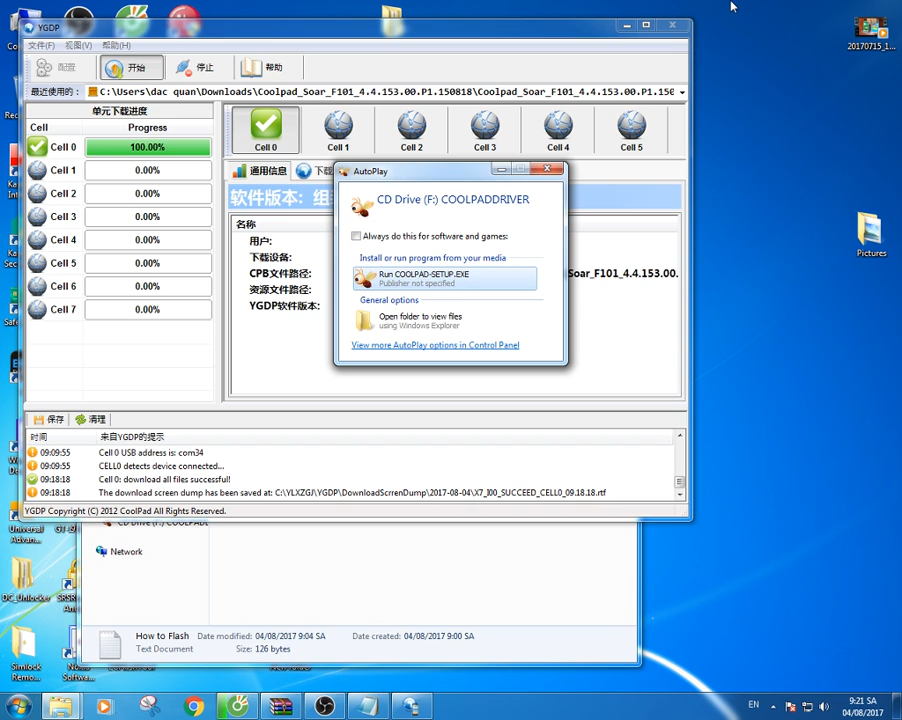 YGDP
文件(F) 视图(V) 帮助(H)
配置 开始 停止 帮助
最近使用的： C:\Users\dac quan\Downloads\Coolpad_Soar_F101_4.4.153.00.P1.150818\Coolpad_Soar_F101_4.4.153.00.P1.150
单元下载进度
Cell Progress
Cell 0 100.00%
Cell 1 0.00%
Cell 2 0.00%
Cell 3 0.00%
Cell 4 0.00%
Cell 5 0.00%
Cell 6 0.00%
Cell 7 0.00%
Cell 0 Cell 1 Cell 2 Cell 3 Cell 4 Cell 5
通用信息 下载
软件版本: 组
名称
用户:
下载设备:
CPB文件路径: Soar_F101_4.4.153.00.
资源文件路径:
YGDP软件版本:
AutoPlay
CD Drive (F:) COOLPADDRIVER
Always do this for software and games:
Install or run program from your media
Run COOLPAD-SETUP.EXE
Publisher not specified
General options
Open folder to view files
using Windows Explorer
View more AutoPlay options in Control Panel
保存 清理
时间 来自YGDP的提示
09:09:55 Cell 0 USB address is: com34
09:09:55 CELL0 detects device connected...
09:18:18 Cell 0: download all files successful!
09:18:18 The download screen dump has been saved at: C:\YLXZGJ\YGDP\DownloadScrrenDump\2017-08-04\X7_I00_SUCCEED_CELL0_09.18.18.rtf
YGDP Copyright (C) 2012 CoolPad All Rights Reserved.
CD Drive (F:) COOLPAD
Network
How to Flash Date modified: 04/08/2017 9:04 SA Date created: 04/08/2017 9:00 SA
Text Document Size: 126 bytes
20170715_1...
Pictures
Universal
Advan...
DC_Unlocker
Simlock
Remo...
Softwa...
EN
9:21 SA
04/08/2017